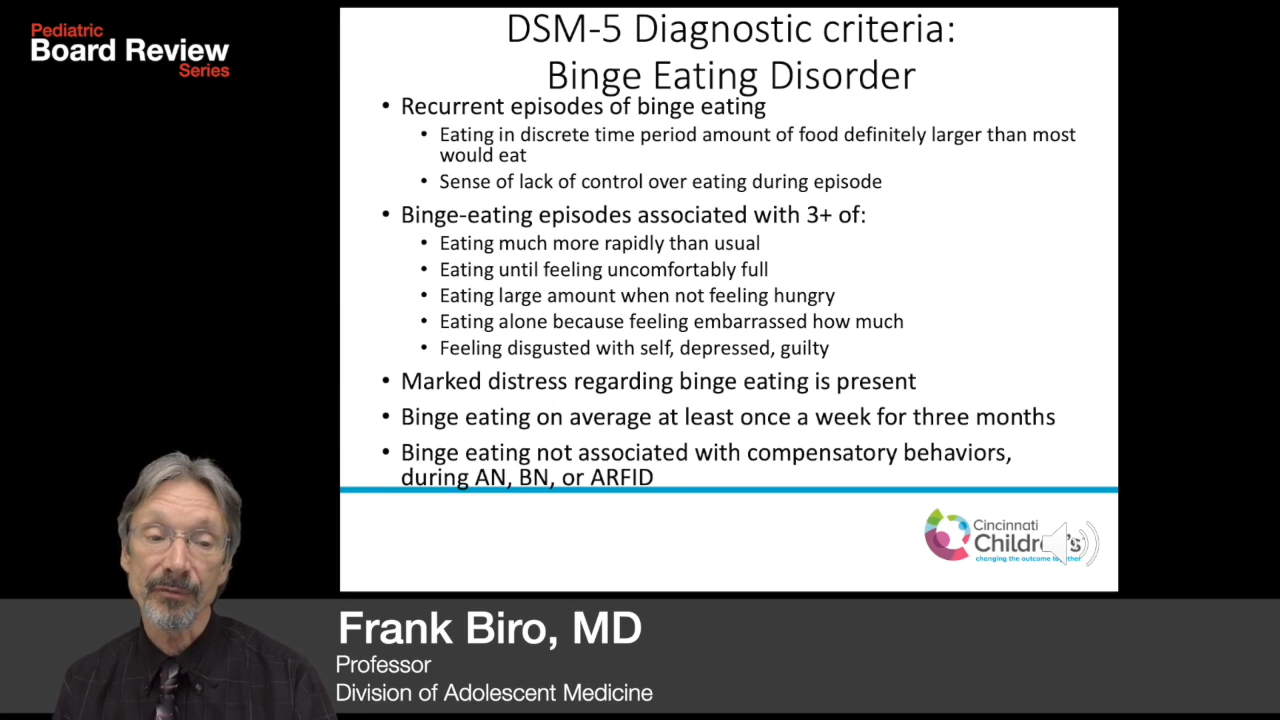 Pediatric
Board Review
Series
DSM-5 Diagnostic criteria:
Binge Eating Disorder
• Recurrent episodes of binge eating
• Eating in discrete time period amount of food definitely larger than most
would eat
• Sense of lack of control over eating during episode
• Binge-eating episodes associated with 3+ of:
• Eating much more rapidly than usual
• Eating until feeling uncomfortably full
• Eating large amount when not feeling hungry
• Eating alone because feeling embarrassed how much
• Feeling disgusted with self, depressed, guilty
• Marked distress regarding binge eating is present
• Binge eating on average at least once a week for three months
• Binge eating not associated with compensatory behaviors,
during AN, BN, or ARFID
Cincinnati
Children's
changing the outcome together
Frank Biro, MD
Professor
Division of Adolescent Medicine